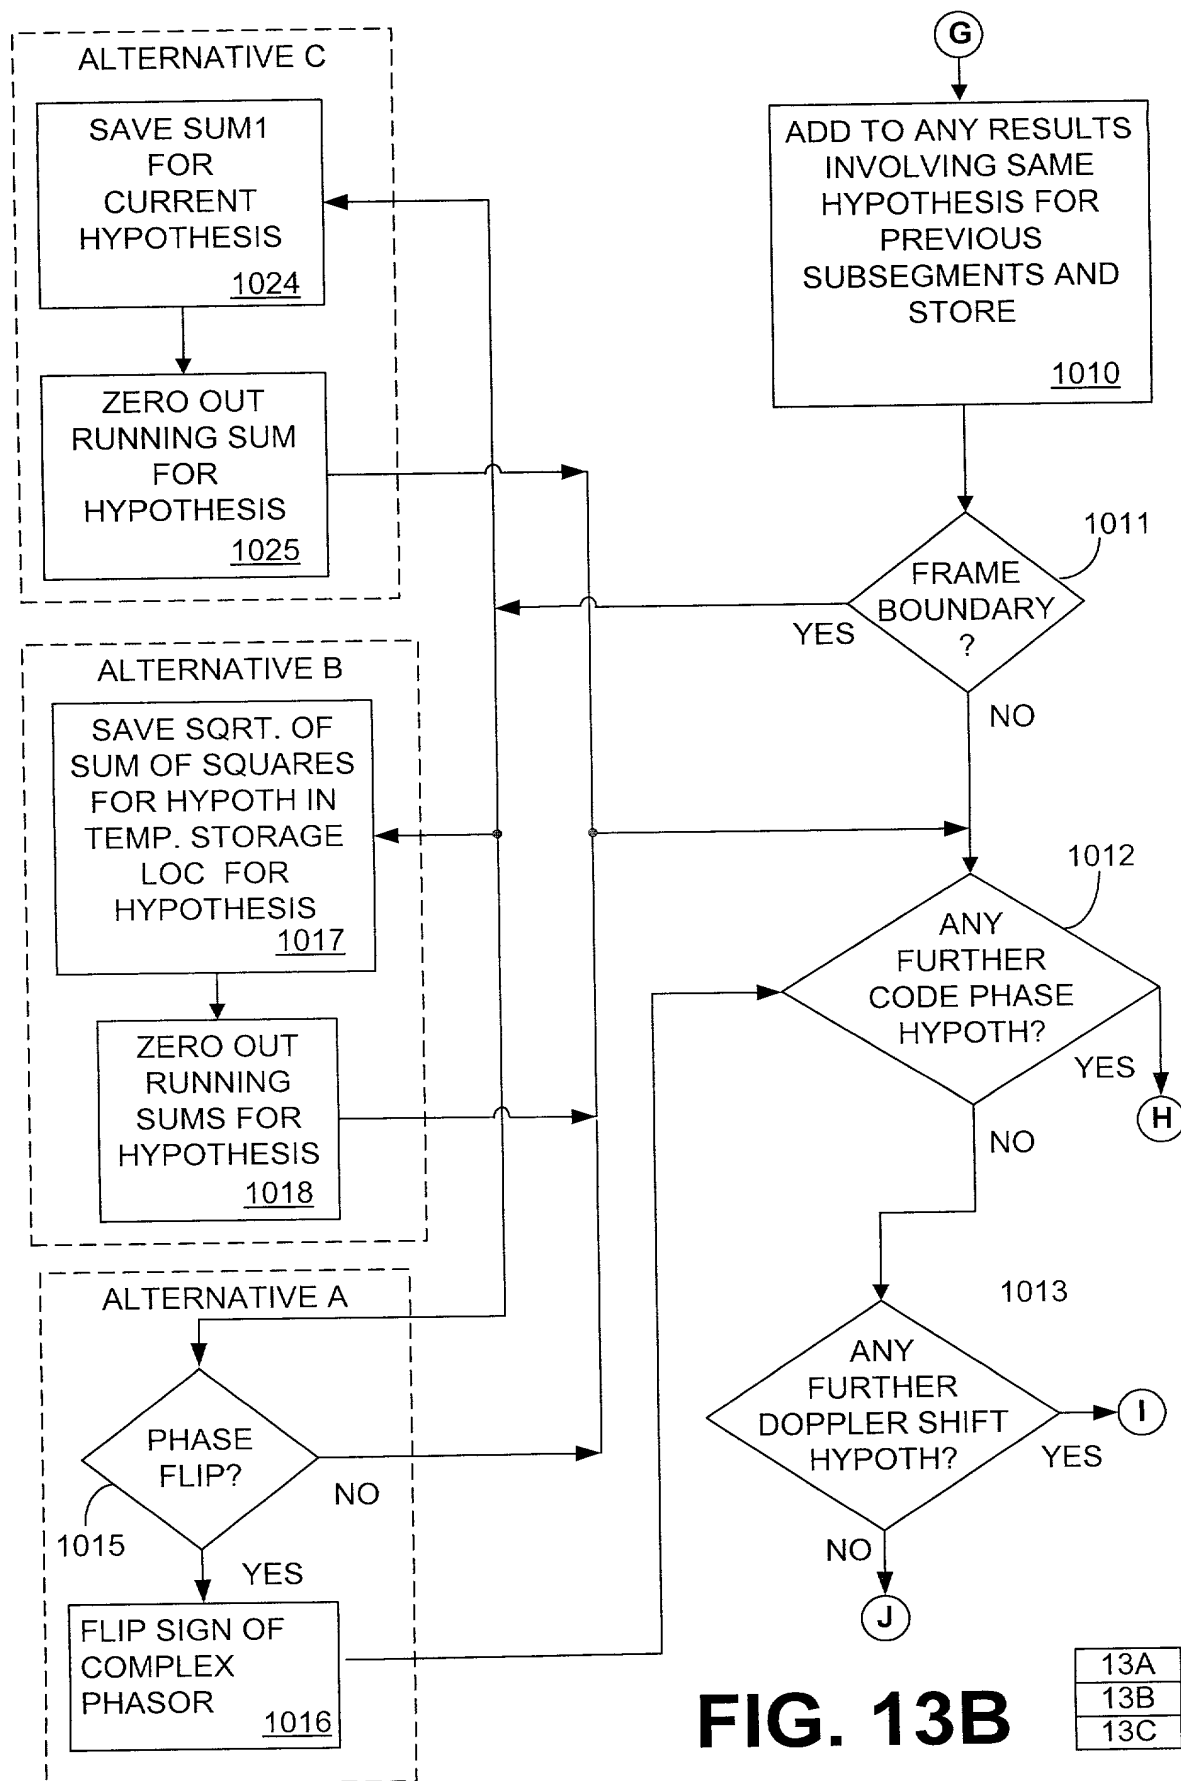 ALTERNATIVE C
SAVE SUM1
FOR
CURRENT
HYPOTHESIS
1024
ZERO OUT
RUNNING SUM
FOR
HYPOTHESIS
1025
ALTERNATIVE B
SAVE SQRT. OF
SUM OF SQUARES
FOR HYPOTH IN
TEMP. STORAGE
LOC FOR
HYPOTHESIS
1017
ZERO OUT
RUNNING
SUMS FOR
HYPOTHESIS
1018
ALTERNATIVE A
PHASE
FLIP?
NO
1015
YES
FLIP SIGN OF
COMPLEX
PHASOR
1016
G
ADD TO ANY RESULTS
INVOLVING SAME
HYPOTHESIS FOR
PREVIOUS
SUBSEGMENTS AND
STORE
1010
1011
FRAME
BOUNDARY
?
YES
NO
1012
ANY
FURTHER
CODE PHASE
HYPOTH?
YES
H
NO
1013
ANY
FURTHER
DOPPLER SHIFT
HYPOTH?
I
YES
NO
J
FIG. 13B
13A
13B
13C